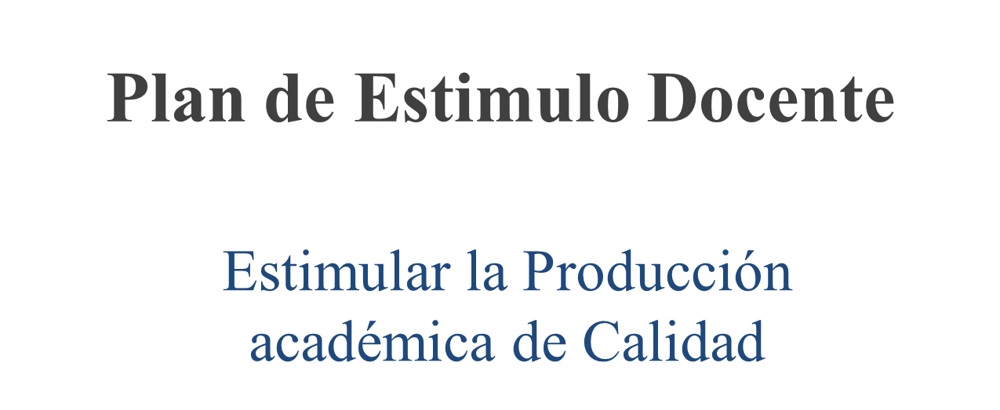 Plan de Estimulo Docente
Estimular la Producción
académica de Calidad